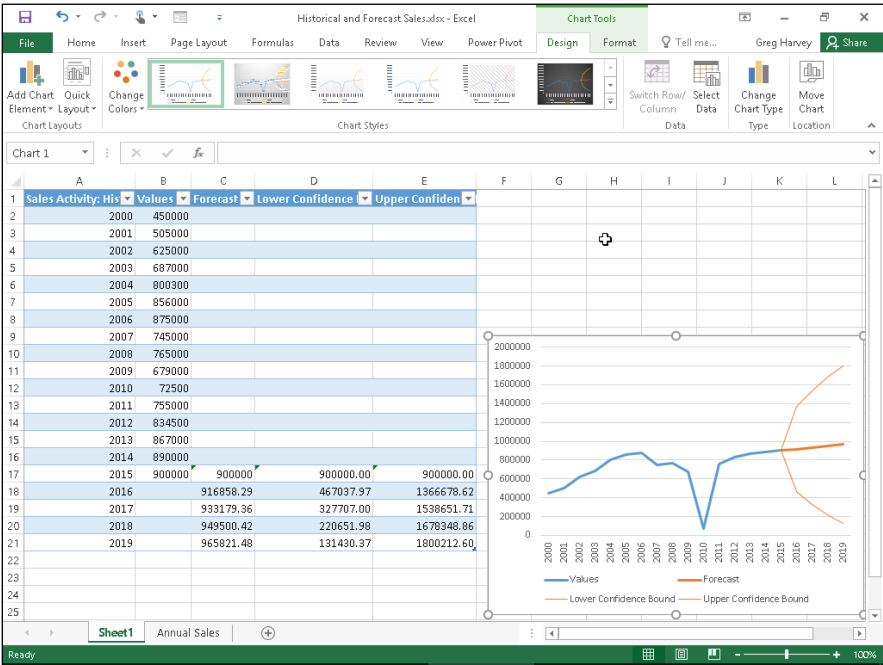 Historical and Forecast Sales.xlsx - Excel
Chart Tools
File Home Insert Page Layout Formulas Data Review View Power Pivot Design Format Tell me... Greg Harvey Share
Add Chart Element Quick Layout Change Colors Switch Row/ Column Select Data Change Chart Type Move Chart
Chart Layouts Chart Styles Data Type Location
Chart 1 fx
A B C D E F G H I J K L
1 Sales Activity: His Values Forecast Lower Confidence Upper Confiden
2 2000 450000
3 2001 505000
4 2002 625000
5 2003 687000
6 2004 800300
7 2005 856000
8 2006 875000
9 2007 745000
10 2008 765000
11 2009 679000
12 2010 72500
13 2011 755000
14 2012 834500
15 2013 867000
16 2014 890000
17 2015 900000 900000 900000.00 900000.00
18 2016 916858.29 467037.97 1366678.62
19 2017 933179.36 327707.00 1538651.71
20 2018 949500.42 220651.98 1678348.86
21 2019 965821.48 131430.37 1800212.60
22
23
24
25
2000000
1800000
1600000
1400000
1200000
1000000
800000
600000
400000
200000
0
2000 2001 2002 2003 2004 2005 2006 2007 2008 2009 2010 2011 2012 2013 2014 2015 2016 2017 2018 2019
Values Forecast
Lower Confidence Bound Upper Confidence Bound
Sheet1 Annual Sales
Ready 100%